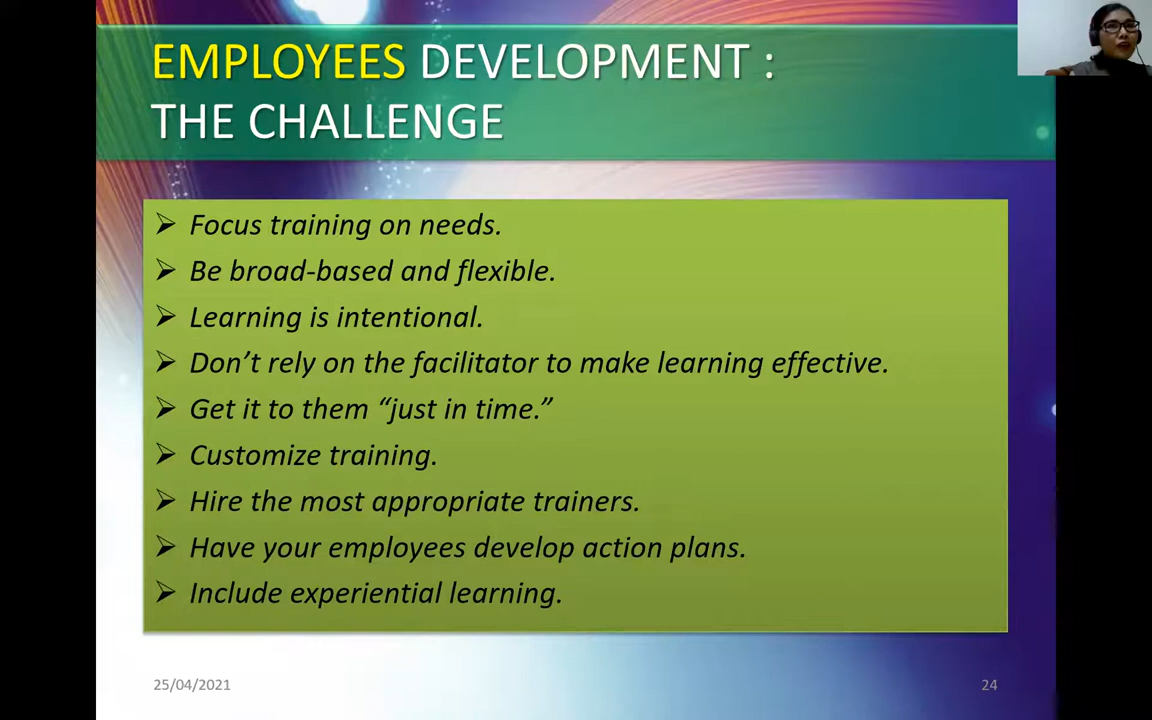 EMPLOYEES DEVELOPMENT :
THE CHALLENGE
Focus training on needs.
Be broad-based and flexible.
Learning is intentional.
Don’t rely on the facilitator to make learning effective.
Get it to them “just in time.”
Customize training.
Hire the most appropriate trainers.
Have your employees develop action plans.
Include experiential learning.
25/04/2021
24